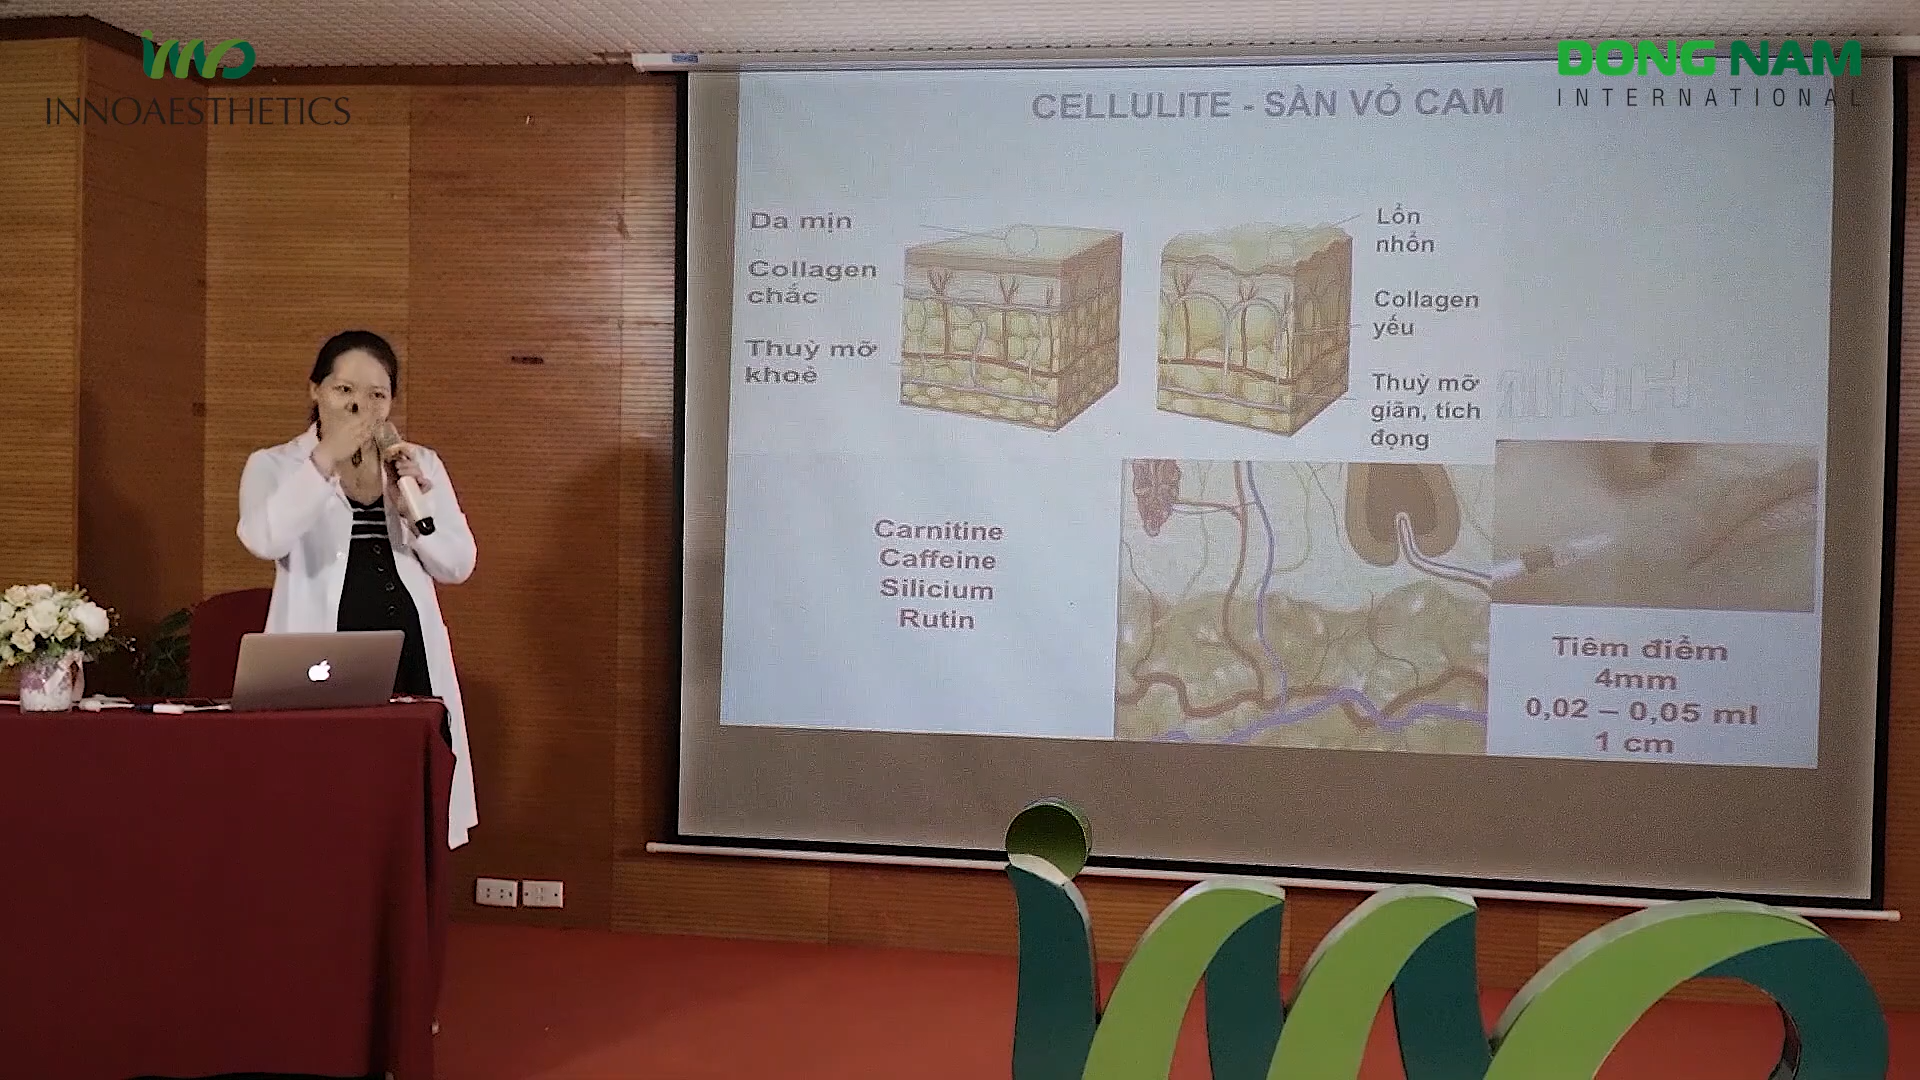 INNOAESTHETICS
DONG NAM
INTERNATIONAL
CELLULITE - SẦN VỎ CAM
Da mịn
Collagen
chắc
Thuỳ mỡ
khoẻ
Lổn
nhổn
Collagen
yếu
Thuỳ mỡ
giãn, tích
đọng
MINH
Carnitine
Caffeine
Silicium
Rutin
Tiêm điểm
4mm
0,02 – 0,05 ml
1 cm